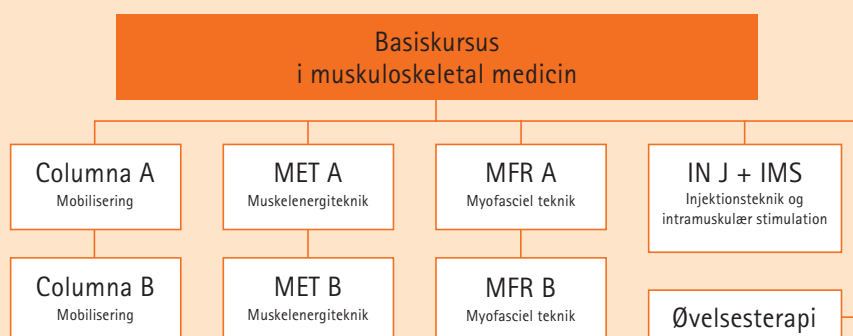 Basiskursus
i muskuloskeletal medicin
Columna A
Mobilisering
MET A
Muskelenergiteknik
MFR A
Myofasciel teknik
IN J + IMS
Injektionsteknik og
intramuskulær stimulation
Columna B
Mobilisering
MET B
Muskelenergiteknik
MFR B
Myofasciel teknik
Øvelsesterapi